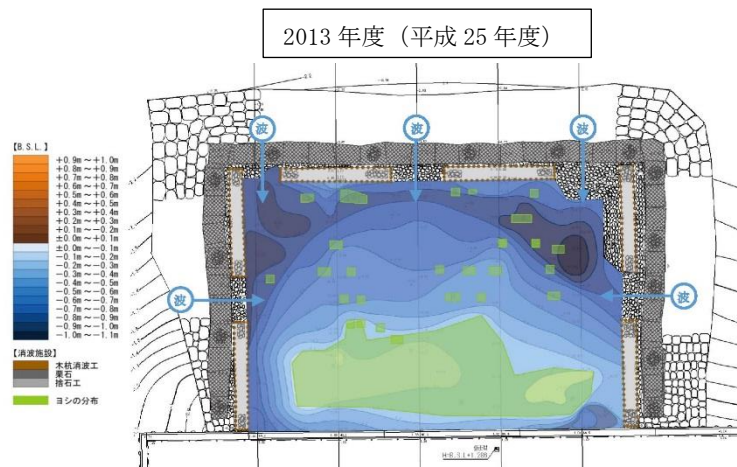 2013 年度（平成 25 年度）
波
波
波
【B.S.L.】
+0.9m～+1.0m
+0.8m～+0.9m
+0.7m～+0.8m
+0.6m～+0.7m
+0.5m～+0.6m
+0.4m～+0.5m
+0.3m～+0.4m
+0.2m～+0.3m
+0.1m～+0.2m
±0.0m～+0.1m
±0.0m～-0.1m
-0.1m～-0.2m
-0.2m～-0.3m
-0.3m～-0.4m
-0.4m～-0.5m
-0.5m～-0.6m
-0.6m～-0.7m
-0.7m～-0.8m
-0.8m～-0.9m
-0.9m～-1.0m
-1.0m～-1.1m
波
波
【消波施設】
木杭消波工
栗石
捨石工
ヨシの分布